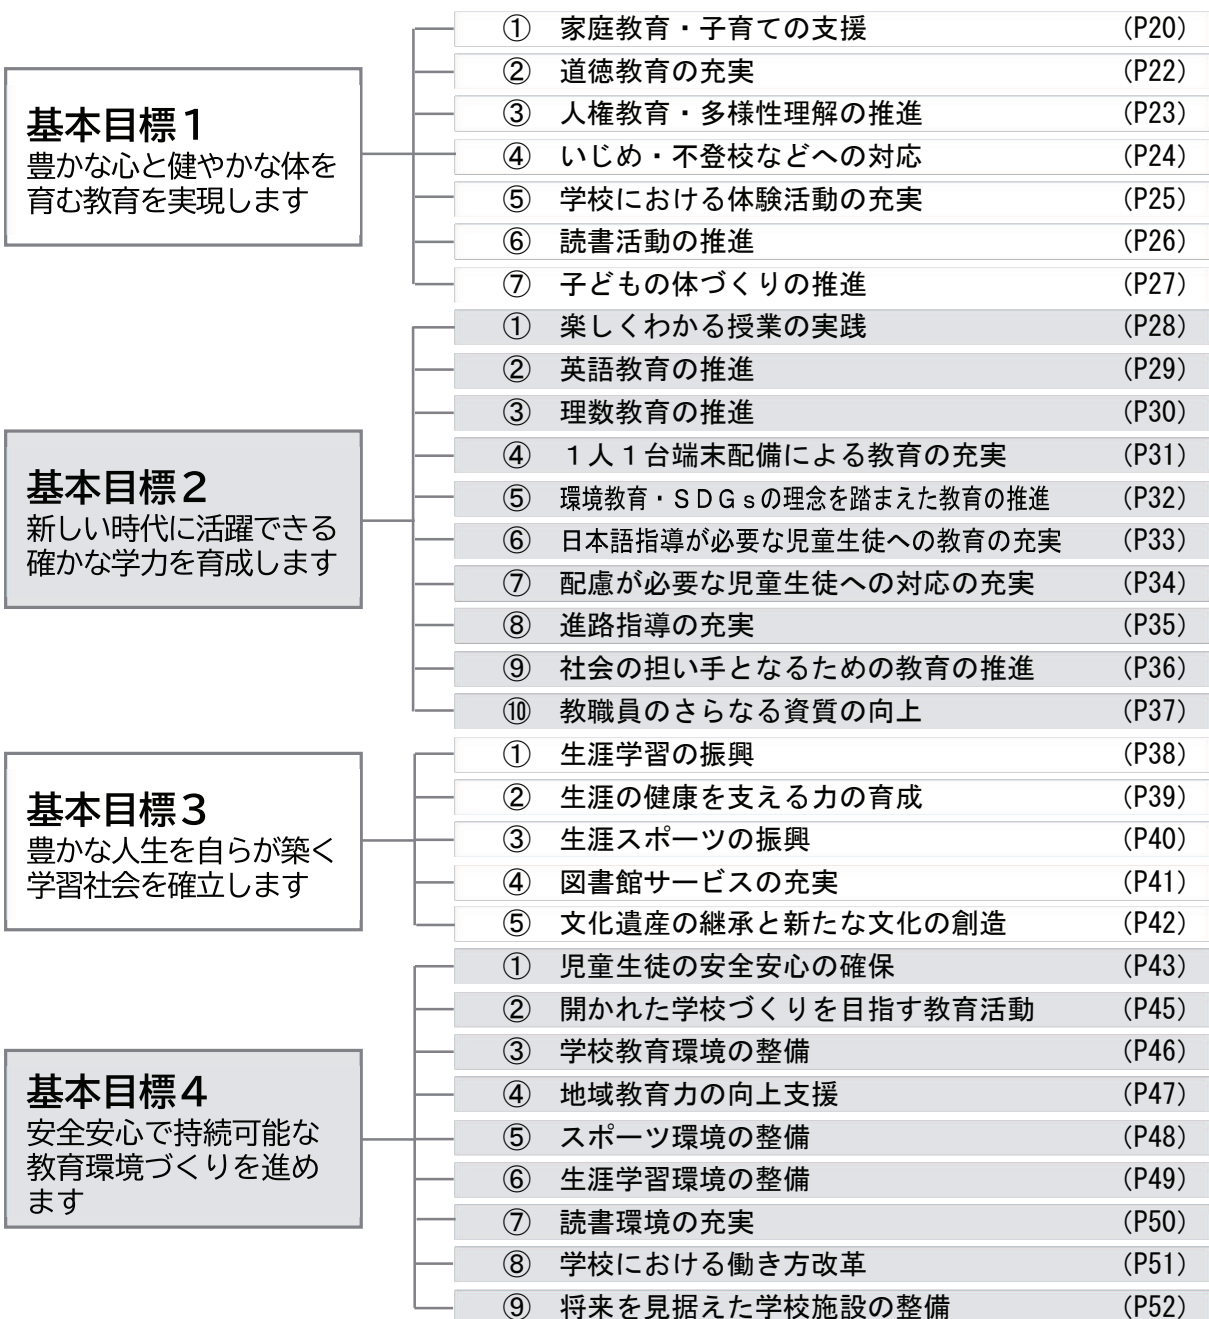 基本目標１
豊かな心と健やかな体を
育む教育を実現します
① 家庭教育・子育ての支援 (P20)
② 道徳教育の充実 (P22)
③ 人権教育・多様性理解の推進 (P23)
④ いじめ・不登校などへの対応 (P24)
⑤ 学校における体験活動の充実 (P25)
⑥ 読書活動の推進 (P26)
⑦ 子どもの体づくりの推進 (P27)
基本目標２
新しい時代に活躍できる
確かな学力を育成します
① 楽しくわかる授業の実践 (P28)
② 英語教育の推進 (P29)
③ 理数教育の推進 (P30)
④ １人１台端末配備による教育の充実 (P31)
⑤ 環境教育・ＳＤＧｓの理念を踏まえた教育の推進 (P32)
⑥ 日本語指導が必要な児童生徒への教育の充実 (P33)
⑦ 配慮が必要な児童生徒への対応の充実 (P34)
⑧ 進路指導の充実 (P35)
⑨ 社会の担い手となるための教育の推進 (P36)
⑩ 教職員のさらなる資質の向上 (P37)
基本目標３
豊かな人生を自らが築く
学習社会を確立します
① 生涯学習の振興 (P38)
② 生涯の健康を支える力の育成 (P39)
③ 生涯スポーツの振興 (P40)
④ 図書館サービスの充実 (P41)
⑤ 文化遺産の継承と新たな文化の創造 (P42)
基本目標４
安全安心で持続可能な
教育環境づくりを進め
ます
① 児童生徒の安全安心の確保 (P43)
② 開かれた学校づくりを目指す教育活動 (P45)
③ 学校教育環境の整備 (P46)
④ 地域教育力の向上支援 (P47)
⑤ スポーツ環境の整備 (P48)
⑥ 生涯学習環境の整備 (P49)
⑦ 読書環境の充実 (P50)
⑧ 学校における働き方改革 (P51)
⑨ 将来を見据えた学校施設の整備 (P52)